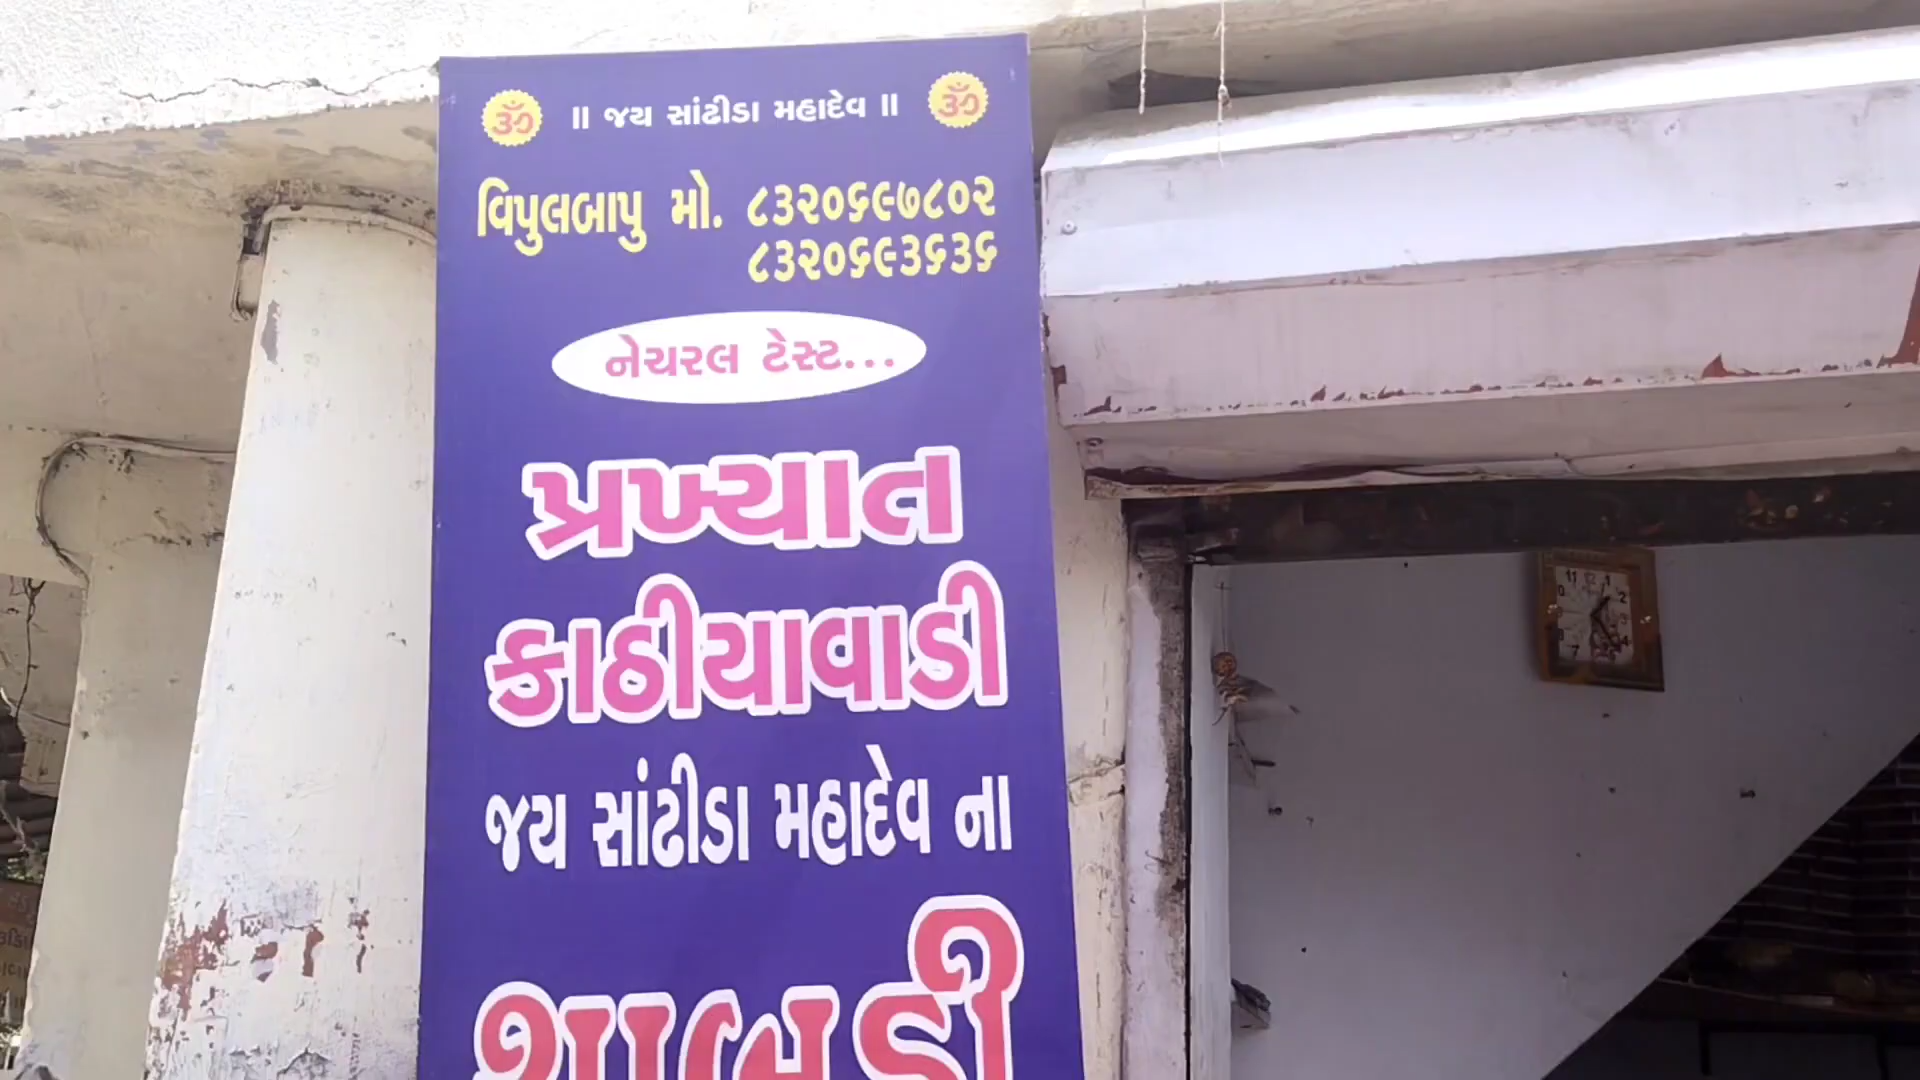 ॐ ॥ જય સાંઢીડા મહાદેવ ॥ ॐ
વિપુલબાપુ મો. ૮૩૨૦૬૯૭૮૦૨
૮૩૨૦૬૯૩૬૩૬
નેચરલ ટેસ્ટ...
પ્રખ્યાત
કાઠીયાવાડી
જય સાંઢીડા મહાદેવ ના